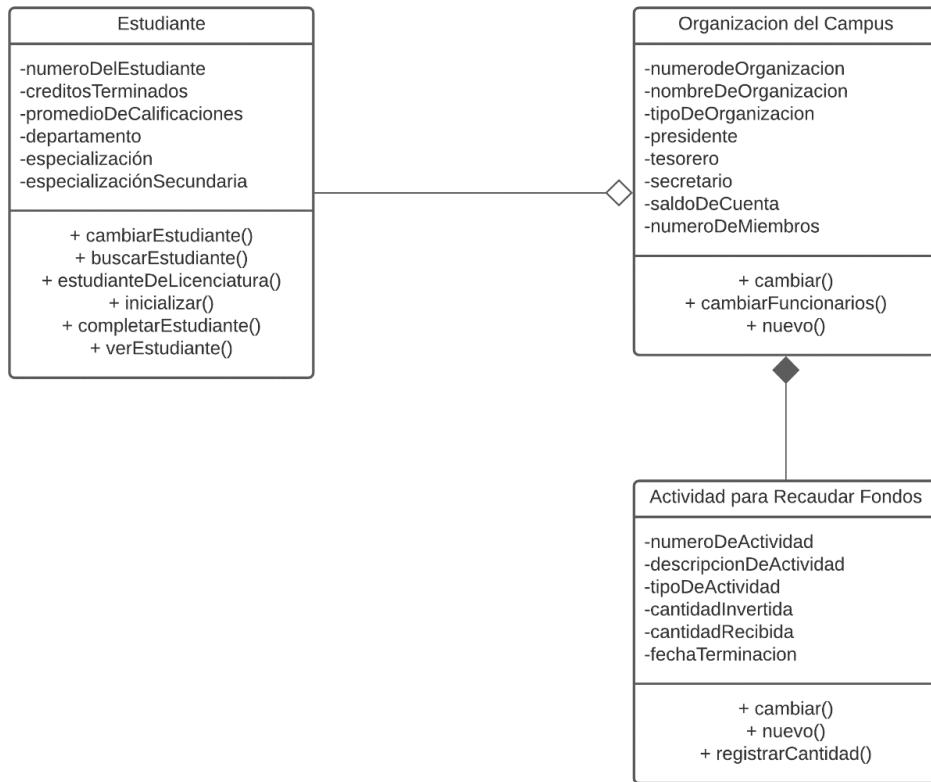 Estudiante
-numeroDelEstudiante
-creditosTerminados
-promedioDeCalificaciones
-departamento
-especialización
-especializaciónSecundaria
+ cambiarEstudiante()
+ buscarEstudiante()
+ estudianteDeLicenciatura()
+ inicializar()
+ completarEstudiante()
+ verEstudiante()
Organizacion del Campus
-numerodeOrganizacion
-nombreDeOrganizacion
-tipoDeOrganizacion
-presidente
-tesorero
-secretario
-saldoDeCuenta
-numeroDeMiembros
+ cambiar()
+ cambiarFuncionarios()
+ nuevo()
Actividad para Recaudar Fondos
-numeroDeActividad
-descripcionDeActividad
-tipoDeActividad
-cantidadInvertida
-cantidadRecibida
-fechaTerminacion
+ cambiar()
+ nuevo()
+ registrarCantidad()